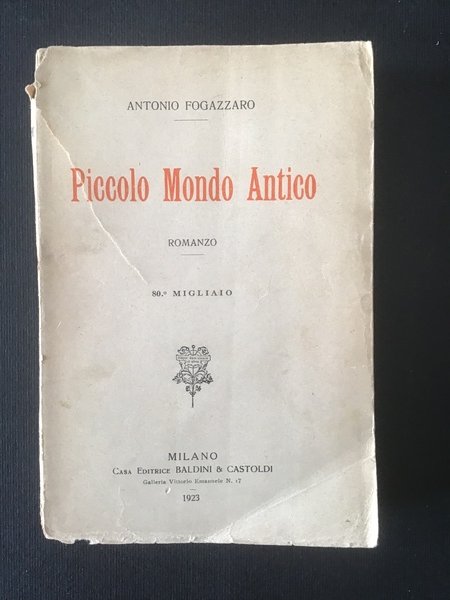 ANTONIO FOGAZZARO
Piccolo Mondo Antico
ROMANZO
80.º MIGLIAIO
MILANO
CASA EDITRICE BALDINI & CASTOLDI
Galleria Vittorio Emanuele N. 17
1923